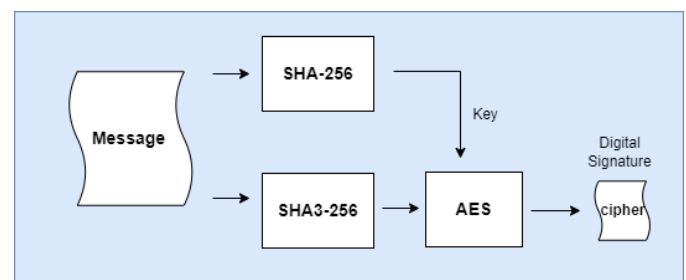 SHA-256
Message
Key
Digital
Signature
SHA3-256
AES
cipher